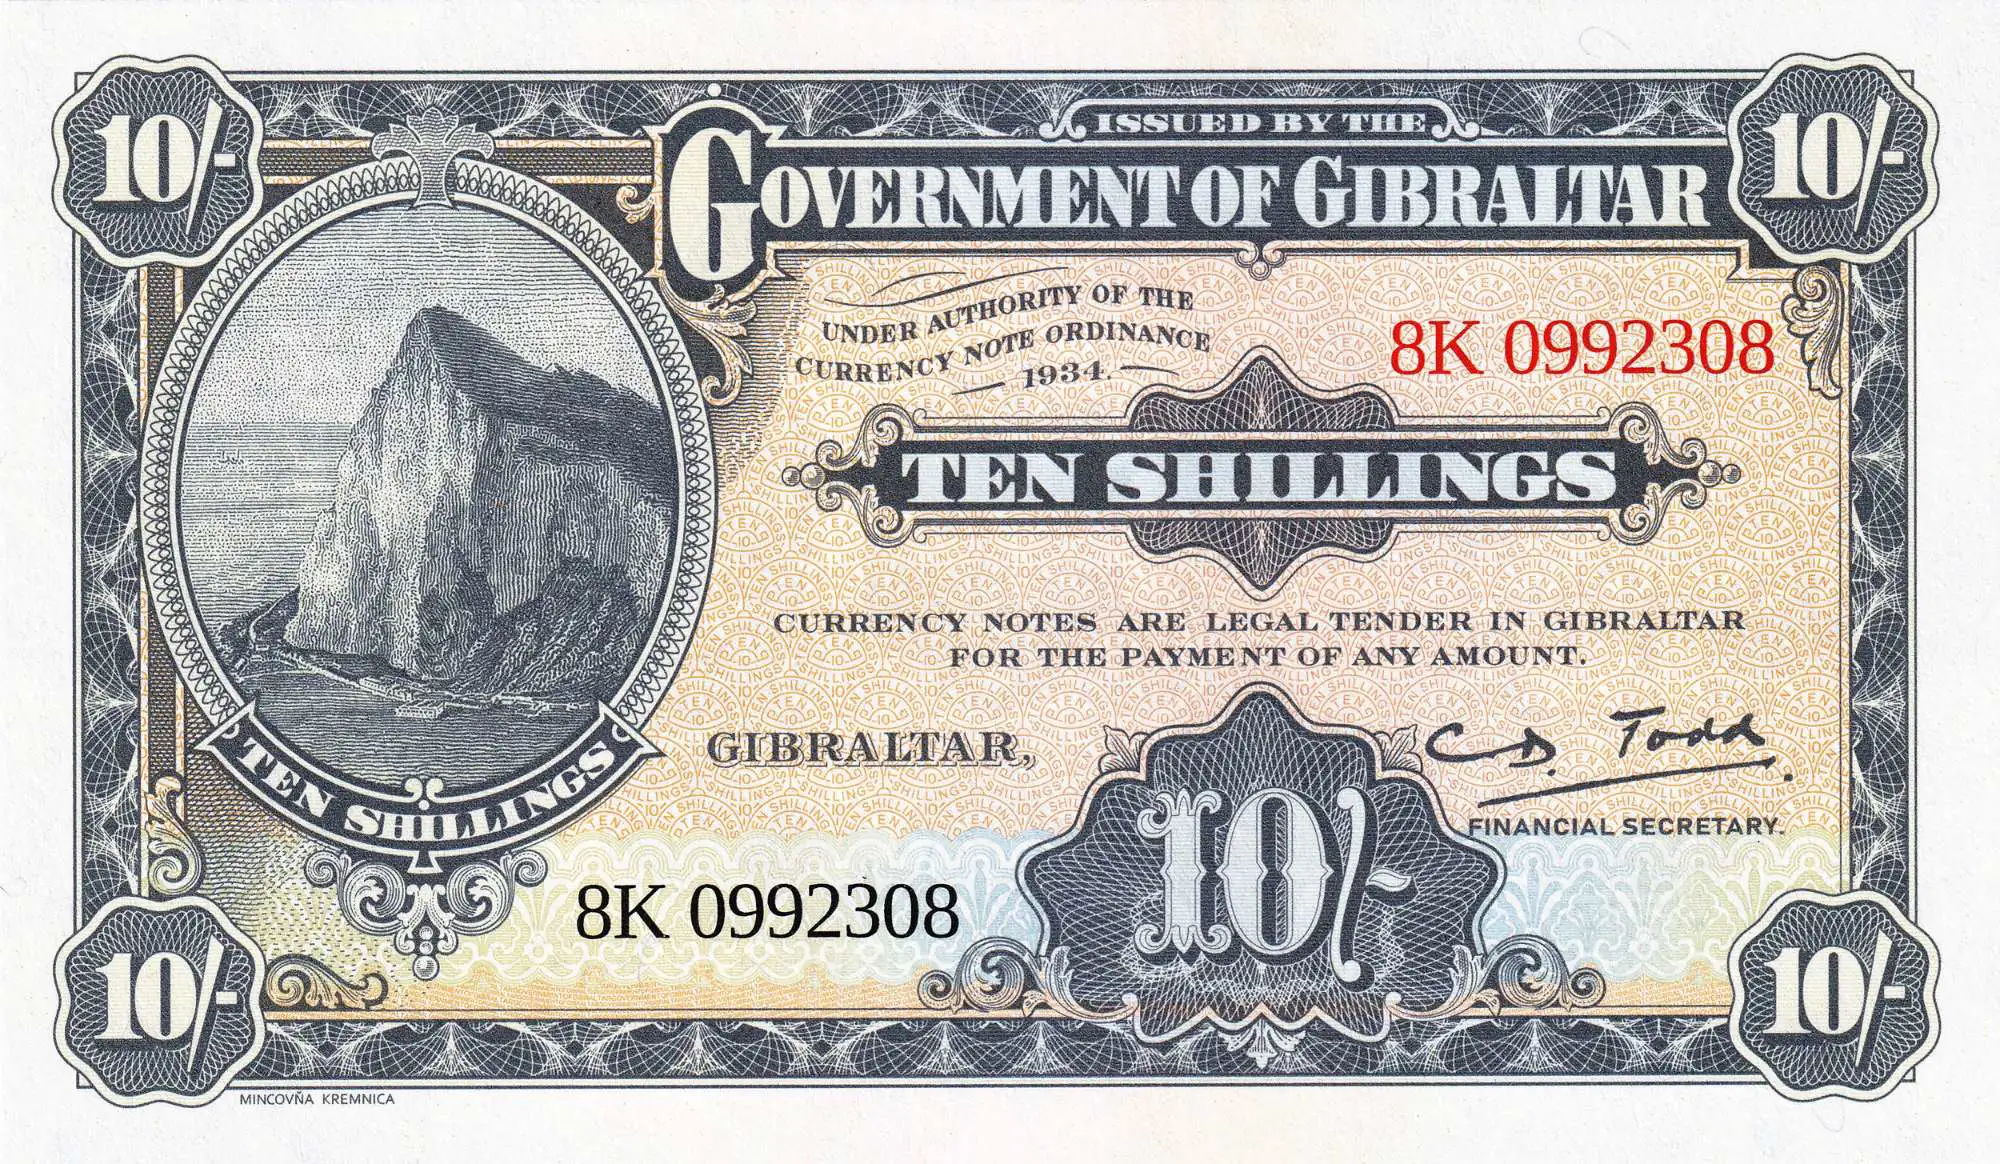 10/-
10/-
ISSUED BY THE
GOVERNMENT OF GIBRALTAR
UNDER AUTHORITY OF THE
CURRENCY NOTE ORDINANCE
1934.
8K 0992308
TEN SHILLINGS
CURRENCY NOTES ARE LEGAL TENDER IN GIBRALTAR
FOR THE PAYMENT OF ANY AMOUNT.
GIBRALTAR,
C D. Todd
FINANCIAL SECRETARY.
TEN SHILLINGS
10/-
8K 0992308
10/-
10/-
MINCOVŇA KREMNICA